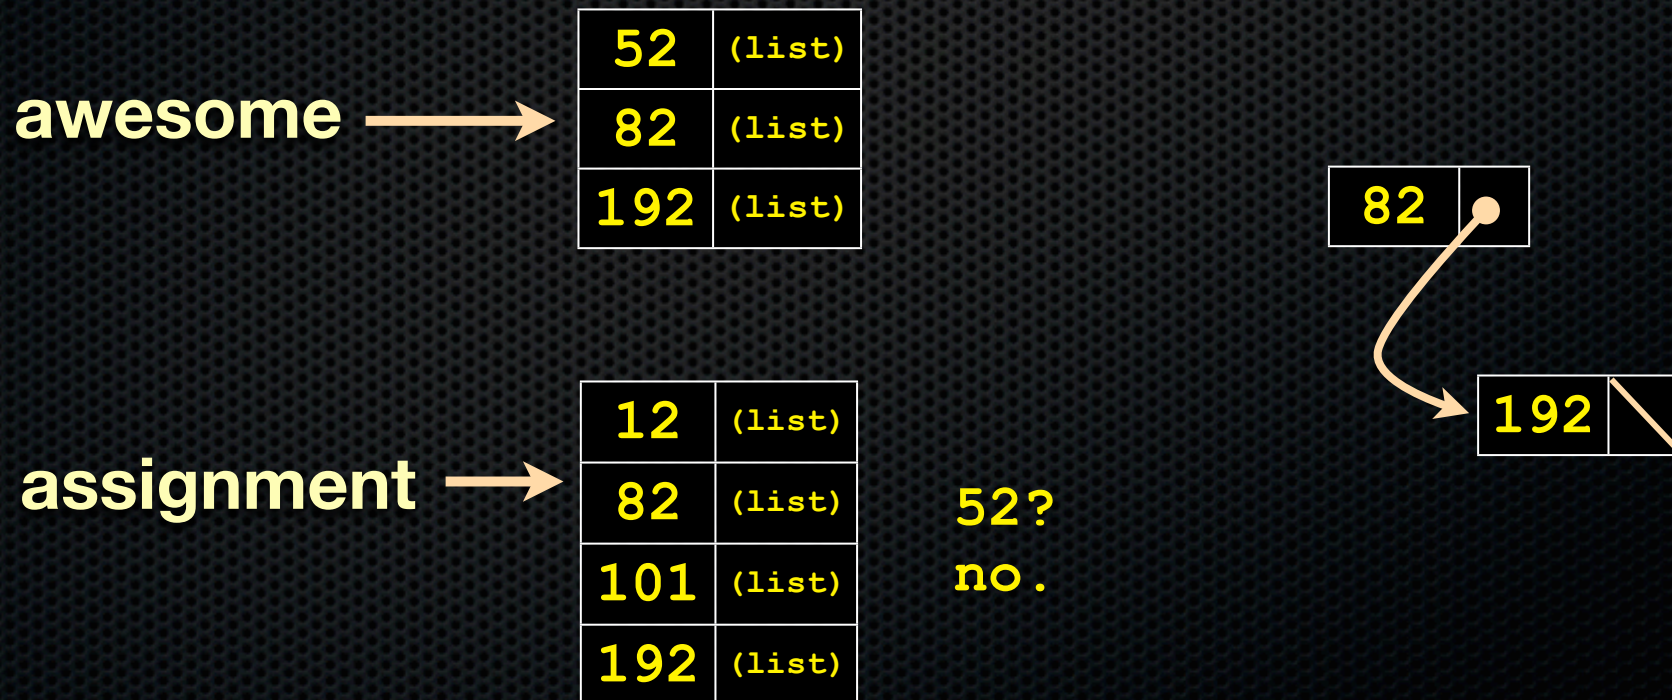 awesome
52 (list)
82 (list)
192 (list)
82
192
assignment
12 (list)
82 (list)
101 (list)
192 (list)
52?
no.